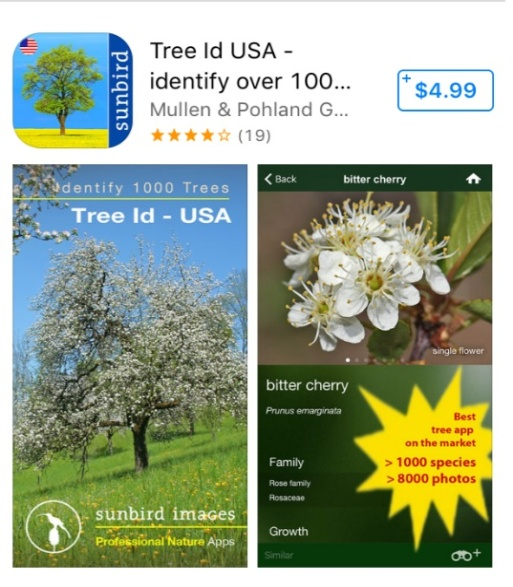 sunbird
Tree Id USA -
identify over 100...
Mullen & Pohland G...
(19)
+ $4.99
Identify 1000 Trees
Tree Id - USA
sunbird images
Professional Nature Apps
Back
bitter cherry
single flower
bitter cherry
Prunus emarginata
Family
Rose family
Rosaceae
Growth
Similar
Best
tree app
on the market
> 1000 species
> 8000 photos